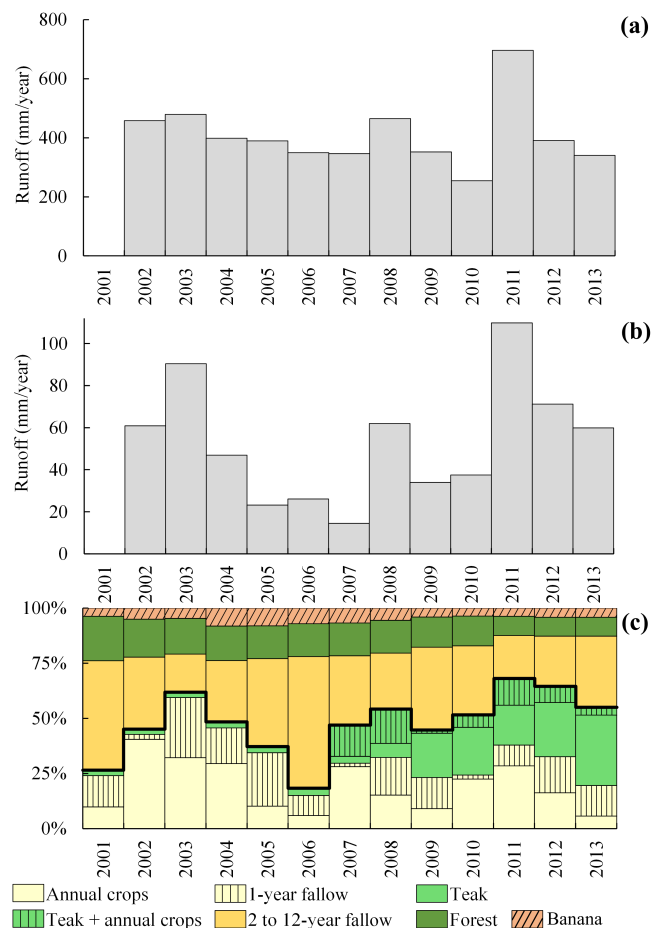 (a)
Runoff (mm/year)
800
600
400
200
0
2001 2002 2003 2004 2005 2006 2007 2008 2009 2010 2011 2012 2013
(b)
Runoff (mm/year)
100
80
60
40
20
0
2001 2002 2003 2004 2005 2006 2007 2008 2009 2010 2011 2012 2013
(c)
100%
75%
50%
25%
0%
2001 2002 2003 2004 2005 2006 2007 2008 2009 2010 2011 2012 2013
Annual crops 1-year fallow Teak
Teak + annual crops 2 to 12-year fallow Forest Banana